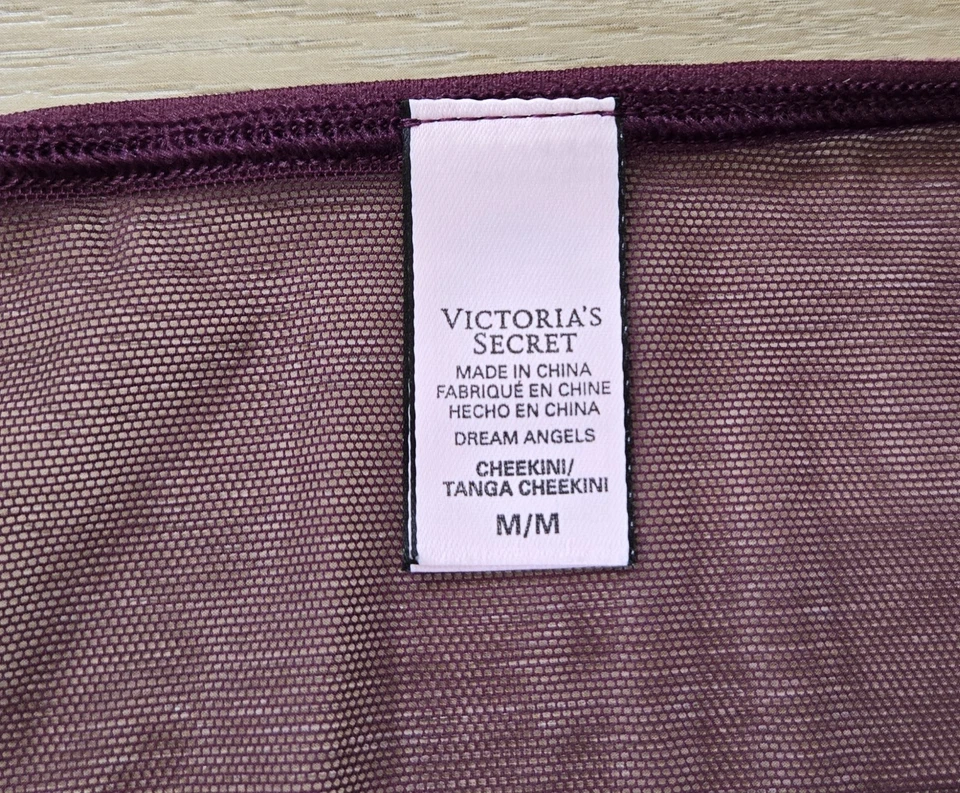 VICTORIA'S
SECRET
MADE IN CHINA
FABRIQUÉ EN CHINE
HECHO EN CHINA
DREAM ANGELS
CHEEKINI/
TANGA CHEEKINI
M/M